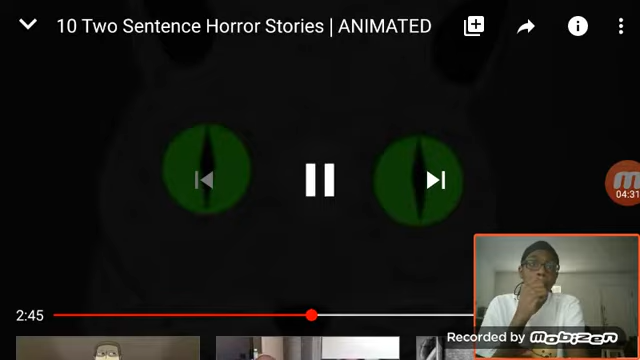 10 Two Sentence Horror Stories | ANIMATED
04:31
2:45
Recorded by mobizen